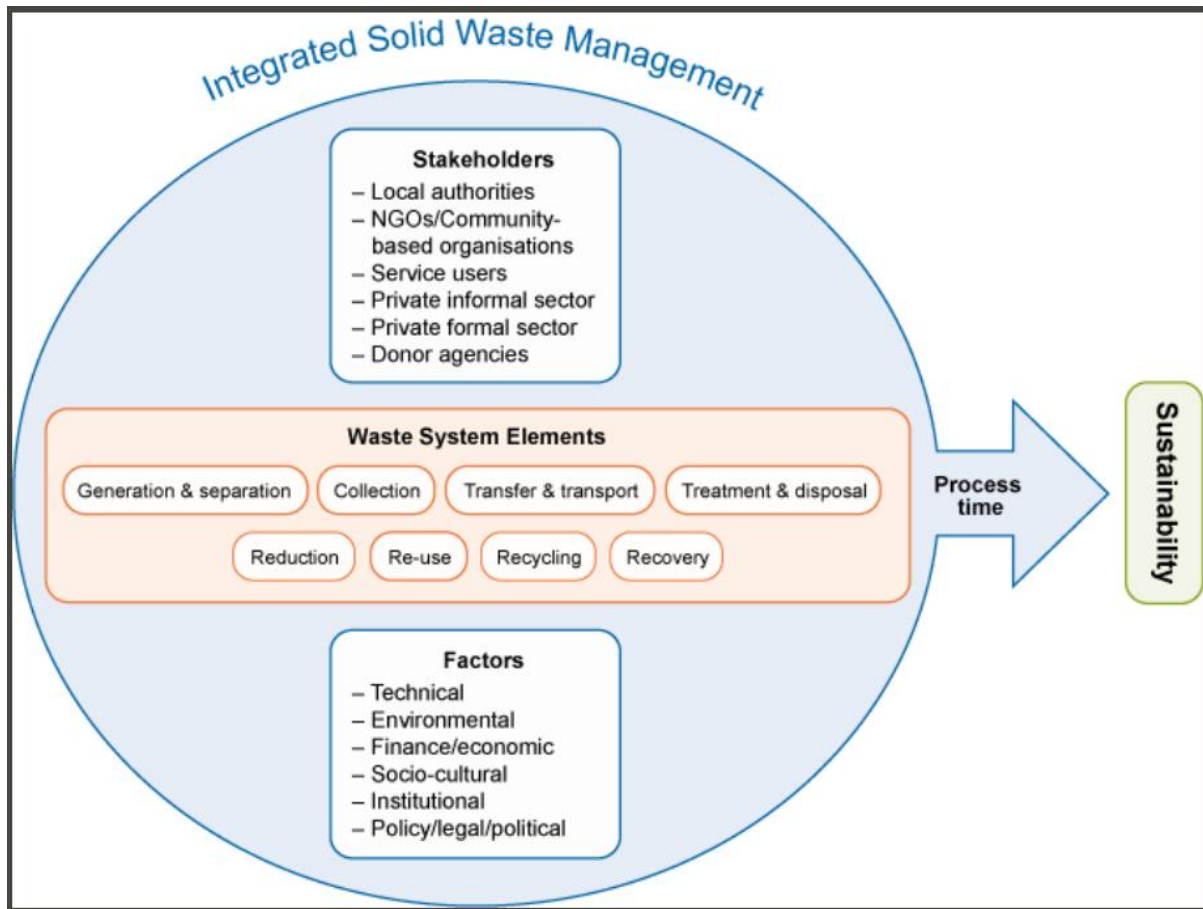 Integrated Solid Waste Management
Stakeholders
– Local authorities
– NGOs/Community-
based organisations
– Service users
– Private informal sector
– Private formal sector
– Donor agencies
Waste System Elements
Generation & separation
Collection
Transfer & transport
Treatment & disposal
Reduction
Re-use
Recycling
Recovery
Factors
– Technical
– Environmental
– Finance/economic
– Socio-cultural
– Institutional
– Policy/legal/political
Process
time
Sustainability